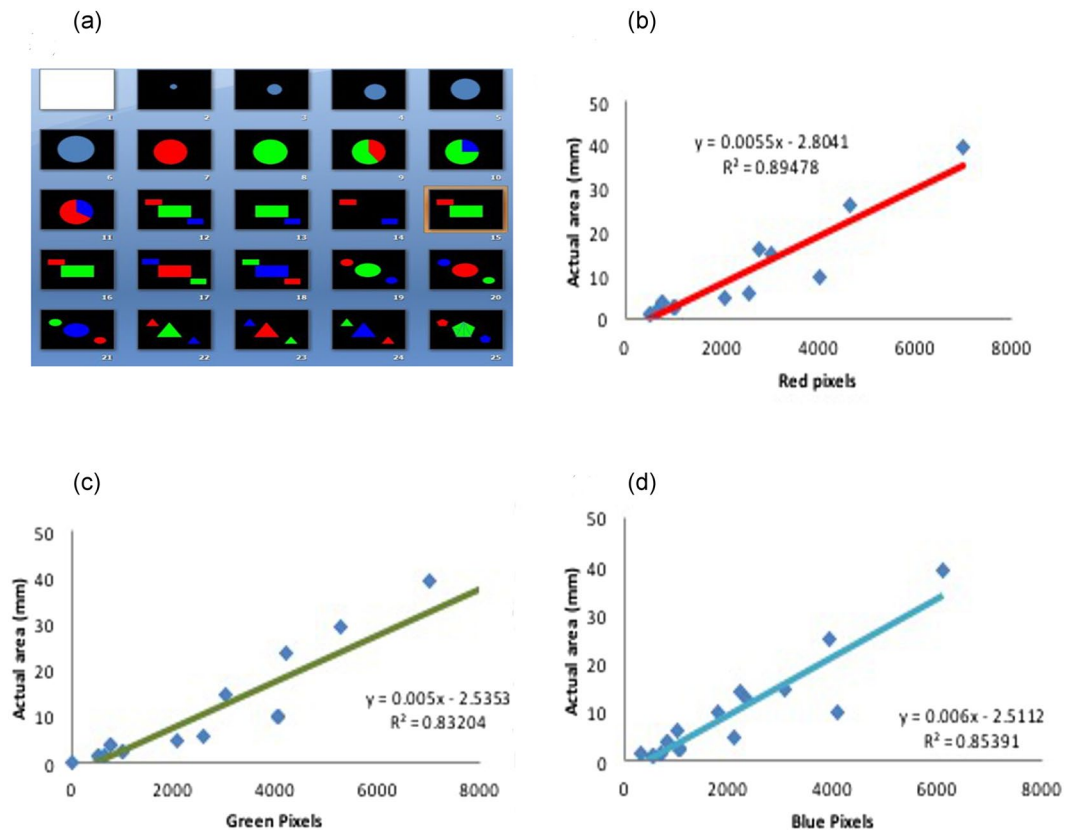 (a)
1 2 3 4 5
6 7 8 9 10
11 12 13 14 15
16 17 18 19 20
21 22 23 24 25
(b)
Actual area (mm)
50
40
30
20
10
0
y = 0.0055x - 2.8041
R² = 0.89478
0 2000 4000 6000 8000
Red pixels
(c)
Actual area (mm)
50
40
30
20
10
0
y = 0.005x - 2.5353
R² = 0.83204
0 2000 4000 6000 8000
Green Pixels
(d)
Actual area (mm)
50
40
30
20
10
0
y = 0.006x - 2.5112
R² = 0.85391
0 2000 4000 6000 8000
Blue Pixels